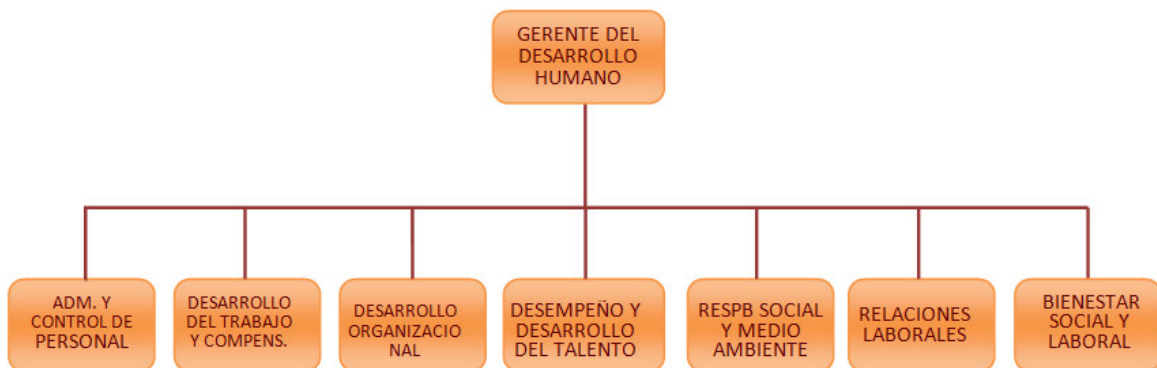 GERENTE DEL
DESARROLLO
HUMANO
ADM. Y
CONTROL DE
PERSONAL
DESARROLLO
DEL TRABAJO
Y COMPENS.
DESARROLLO
ORGANIZACIO
NAL
DESEMPEÑO Y
DESARROLLO
DEL TALENTO
RESPB SOCIAL
Y MEDIO
AMBIENTE
RELACIONES
LABORALES
BIENESTAR
SOCIAL Y
LABORAL